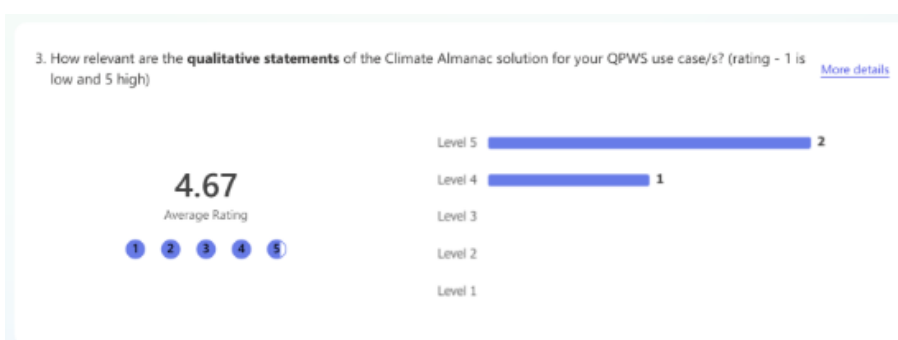 3. How relevant are the qualitative statements of the Climate Almanac solution for your QPWS use case/s? (rating - 1 is
low and 5 high)
More details
4.67
Average Rating
1 2 3 4 5
Level 5 2
Level 4 1
Level 3
Level 2
Level 1